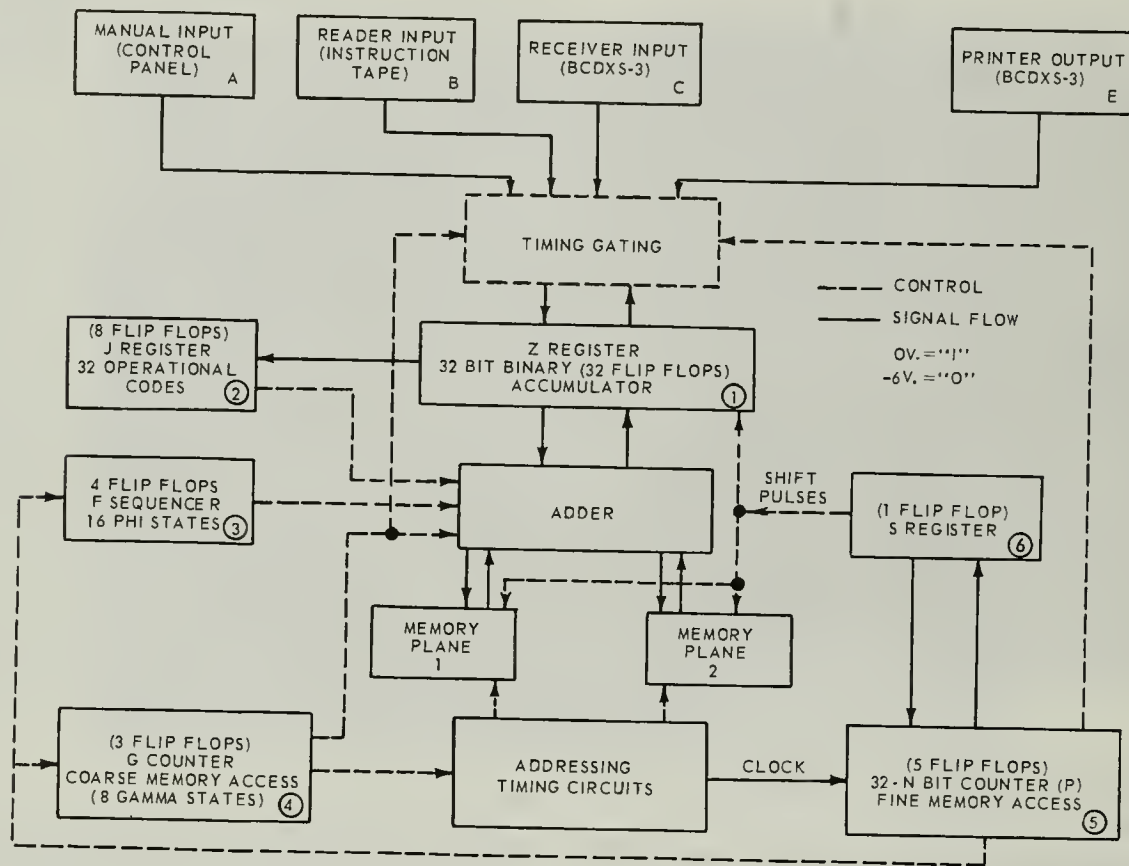 MANUAL INPUT
(CONTROL
PANEL)
A
READER INPUT
(INSTRUCTION
TAPE)
B
RECEIVER INPUT
(BCDXS-3)
C
PRINTER OUTPUT
(BCDXS-3)
E
TIMING GATING
CONTROL
SIGNAL FLOW
0V.="1"
-6V.="0"
(8 FLIP FLOPS)
J REGISTER
32 OPERATIONAL
CODES
2
Z REGISTER
32 BIT BINARY (32 FLIP FLOPS)
ACCUMULATOR
1
4 FLIP FLOPS
F SEQUENCER
16 PHI STATES
3
ADDER
SHIFT
PULSES
(1 FLIP FLOP)
S REGISTER
6
MEMORY
PLANE
1
MEMORY
PLANE
2
(3 FLIP FLOPS)
G COUNTER
COARSE MEMORY ACCESS
(8 GAMMA STATES)
4
ADDRESSING
TIMING CIRCUITS
CLOCK
(5 FLIP FLOPS)
32-N BIT COUNTER (P)
FINE MEMORY ACCESS
5